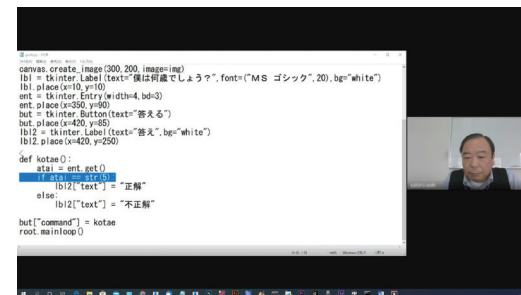 canvas.create_image(300,200,image=img)
lbl = tkinter.Label(text="僕は何歳でしょう？",font=("ＭＳ ゴシック",20),bg="white")
lbl.place(x=10,y=10)
ent = tkinter.Entry(width=4,bd=3)
ent.place(x=350,y=90)
but = tkinter.Button(text="答える")
but.place(x=420,y=85)
lbl2 = tkinter.Label(text="答え",bg="white")
lbl2.place(x=420,y=250)
def kotae():
atai = ent.get()
if atai == str(5)
lbl2["text"] = "正解"
else:
lbl2["text"] = "不正解"
but["command"] = kotae
root.mainloop()